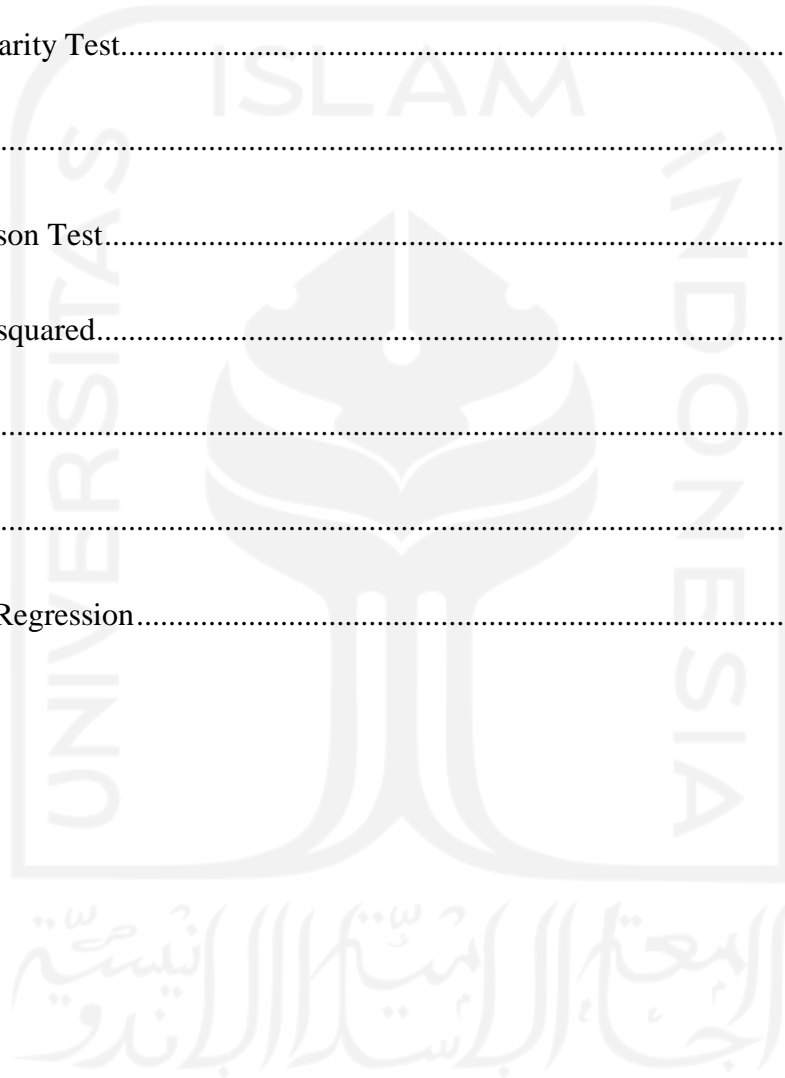 arity Test....................................................................................
....................................................................................................
son Test......................................................................................
squared.......................................................................................
....................................................................................................
....................................................................................................
Regression..................................................................................
UNIVERSITAS
ISLAM
INDONESIA